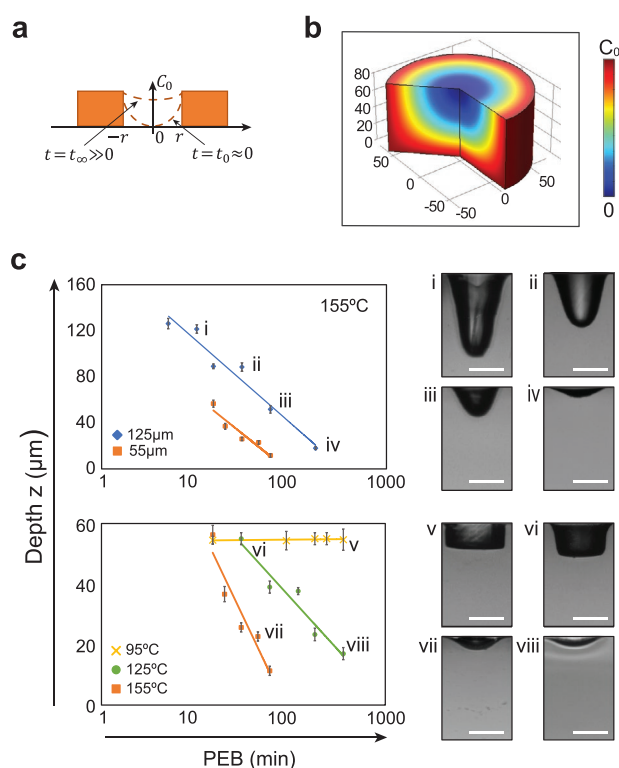 a
C₀
−r
0
r
t=t∞≫0
t=t₀≈0
b
80
60
40
20
0
50
0
-50
-50
0
50
C₀
0
c
Depth z (µm)
160
120
80
40
0
155ºC
i
ii
iii
iv
125µm
55µm
1
10
100
1000
60
40
20
0
v
vi
vii
viii
95ºC
125ºC
155ºC
1
10
100
1000
PEB (min)
i
ii
iii
iv
v
vi
vii
viii